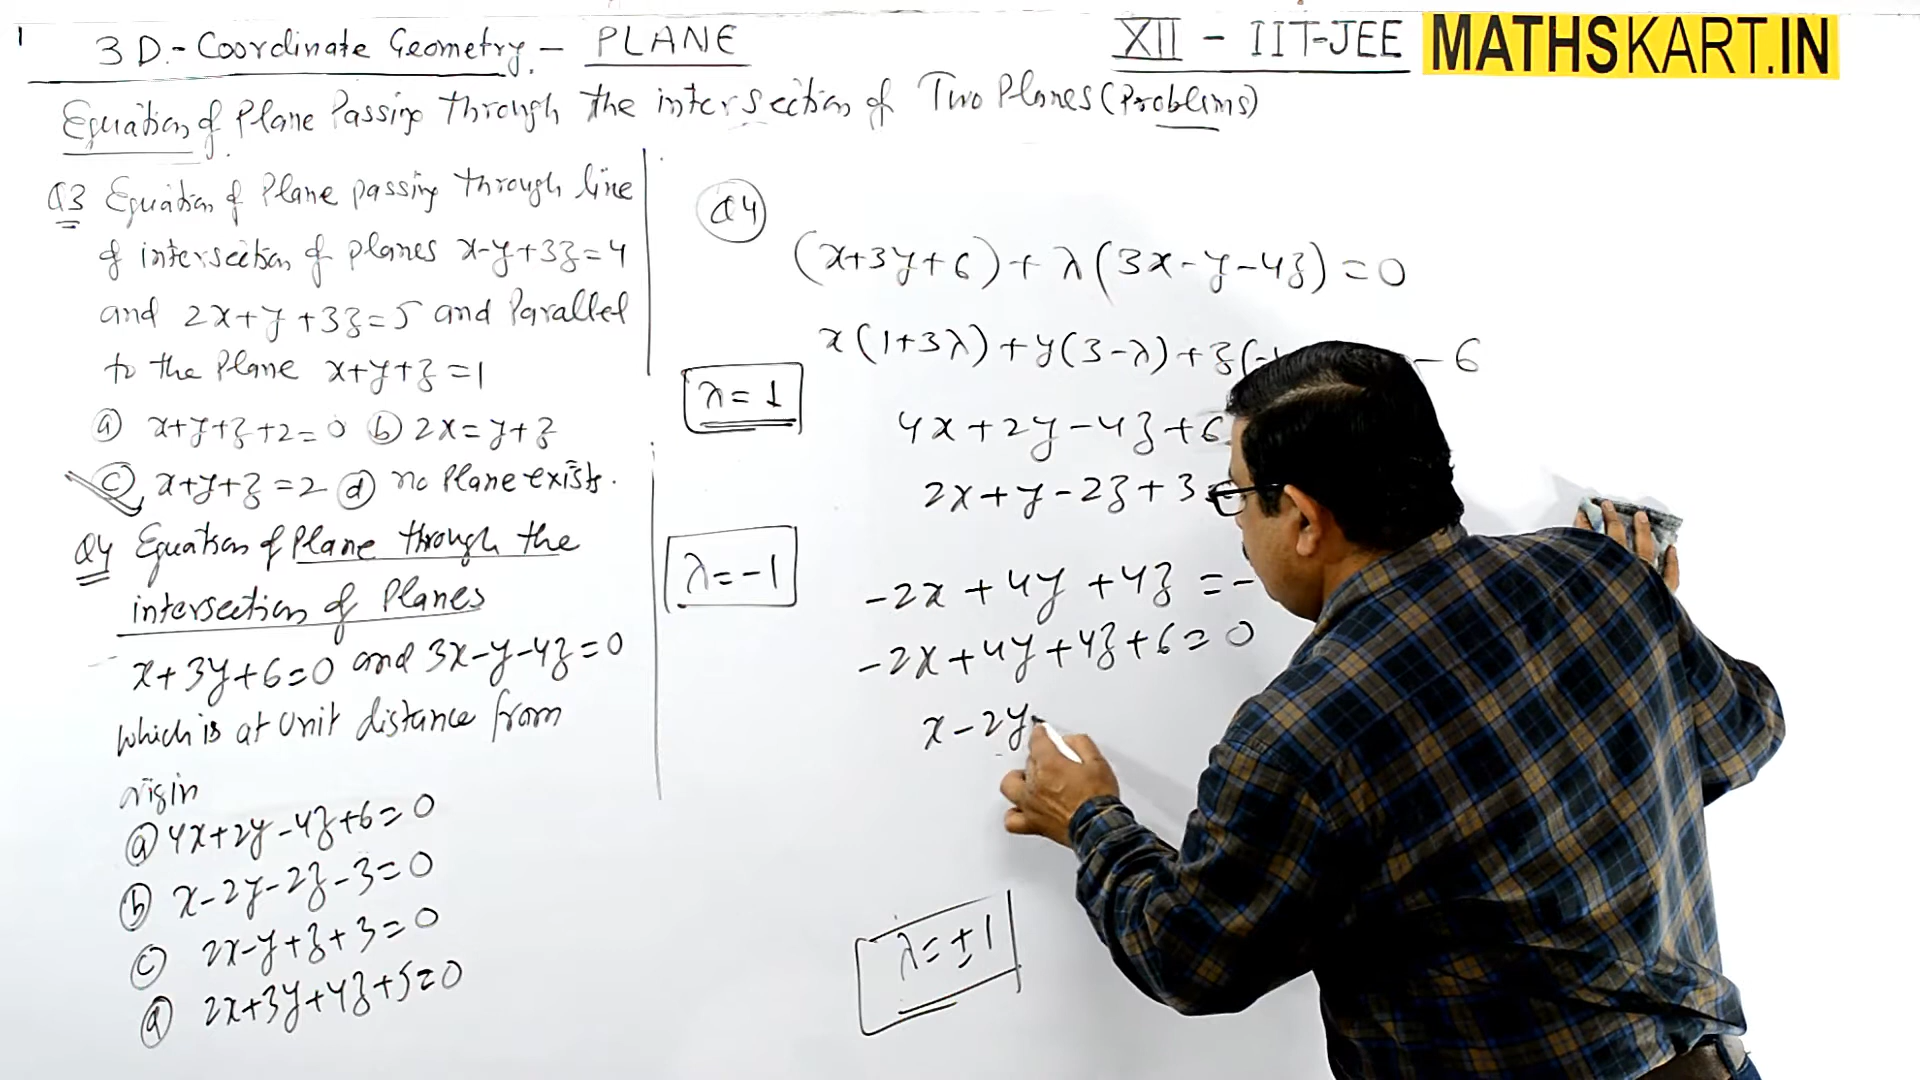 1
3D.-Coordinate Geometry.- PLANE
XII - IIT-JEE
MATHSKART.IN
Equation of Plane Passing Through the intersection of Two Planes (Problems)
Q3 Equation of Plane passing through line
of intersection of planes x-y+3z=4
and 2x+y+3z=5 and Parallel
to the Plane x+y+z=1
(a) x+y+z+2=0 (b) 2x=y+z
(c) x+y+z=2 (d) no Plane exists.
Q4 Equation of Plane through the
intersection of Planes
x+3y+6=0 and 3x-y-4z=0
which is at Unit distance from
origin
(a) 4x+2y-4z+6=0
(b) x-2y-2z-3=0
(c) 2x-y+z+3=0
(d) 2x+3y+4z+5=0
Q4
(x+3y+6)+λ(3x-y-4z)=0
x(1+3λ)+y(3-λ)+z(-4 -6
λ=1
4x+2y-4z+6
2x+y-2z+3
λ=-1
-2x+4y+4z=-
-2x+4y+4z+6=0
x-2y
λ=±1